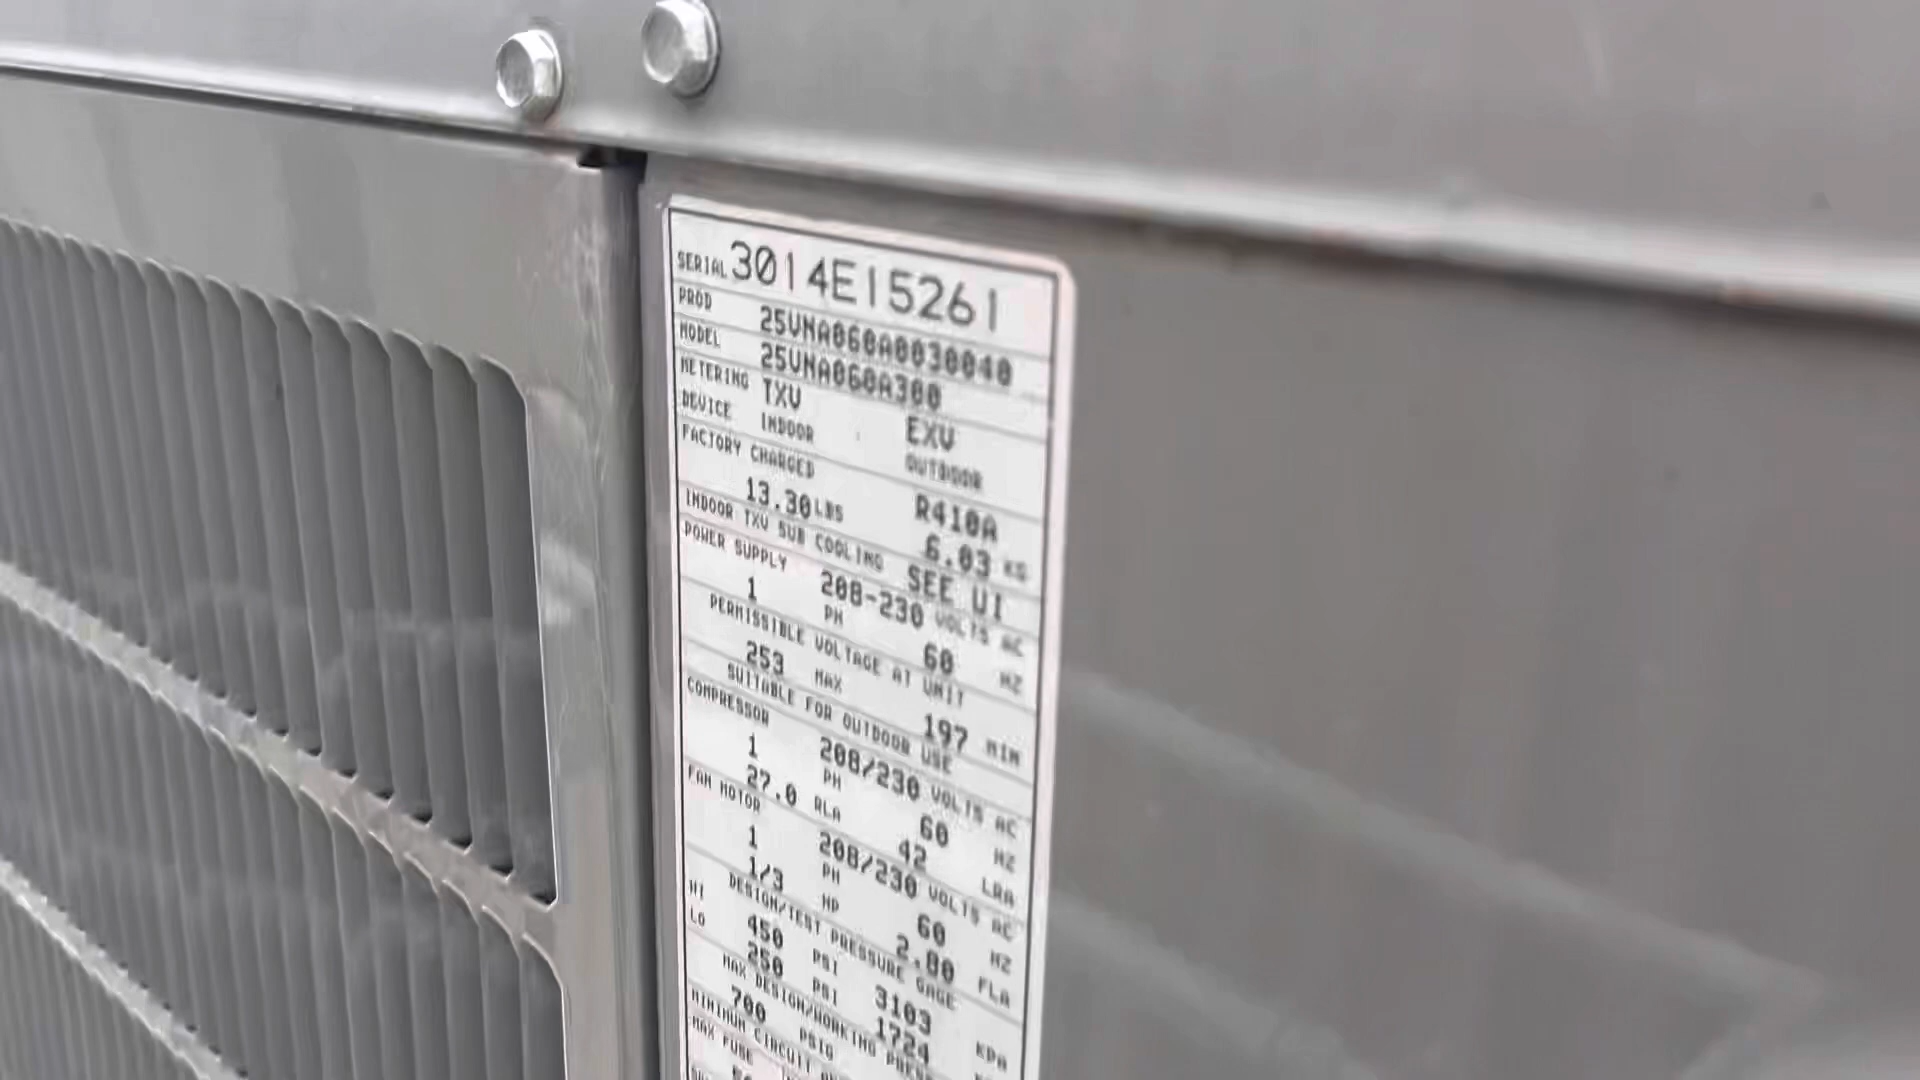 SERIAL 3014E15261
PROD 25VNA060A0030040
MODEL 25VNA060A300
METERING TXV EXV
DEVICE INDOOR OUTDOOR
FACTORY CHARGED R410A
13.30 LBS 6.03 KG
INDOOR TXV SUB COOLING SEE UI
POWER SUPPLY 208-230 VOLTS AC
1 PH 60 HZ
PERMISSIBLE VOLTAGE AT UNIT
253 MAX 197 MIN
SUITABLE FOR OUTDOOR USE
COMPRESSOR 208/230 VOLTS AC
1 PH 60 HZ
27.0 RLA 42 LRA
FAN MOTOR 208/230 VOLTS AC
1 PH 60 HZ
1/3 HP 2.80 FLA
DESIGN/TEST PRESSURE GAGE
HI 450 PSI 3103 KPA
LO 250 PSI 1724
MAX DESIGN/WORKING
700 PSIG
MINIMUM CIRCUIT
MAX FUSE